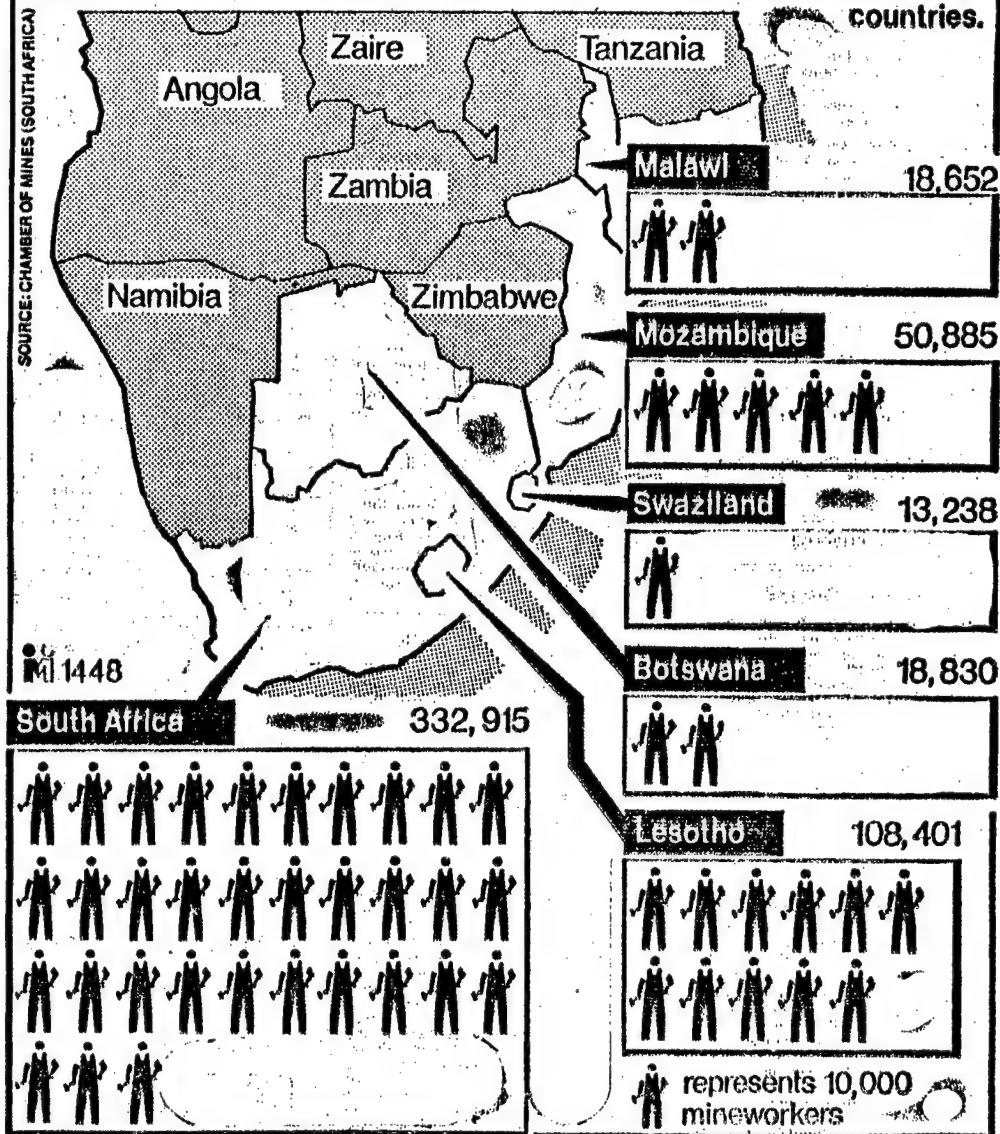 countries.
SOURCE: CHAMBER OF MINES (SOUTH AFRICA)
Zaire
Tanzania
Angola
Malawi
18,652
Zambia
Namibia
Zimbabwe
Mozambique
50,885
Swaziland
13,238
MI 1448
Botswana
18,830
South Africa
332,915
Lesotho
108,401
represents 10,000
mineworkers